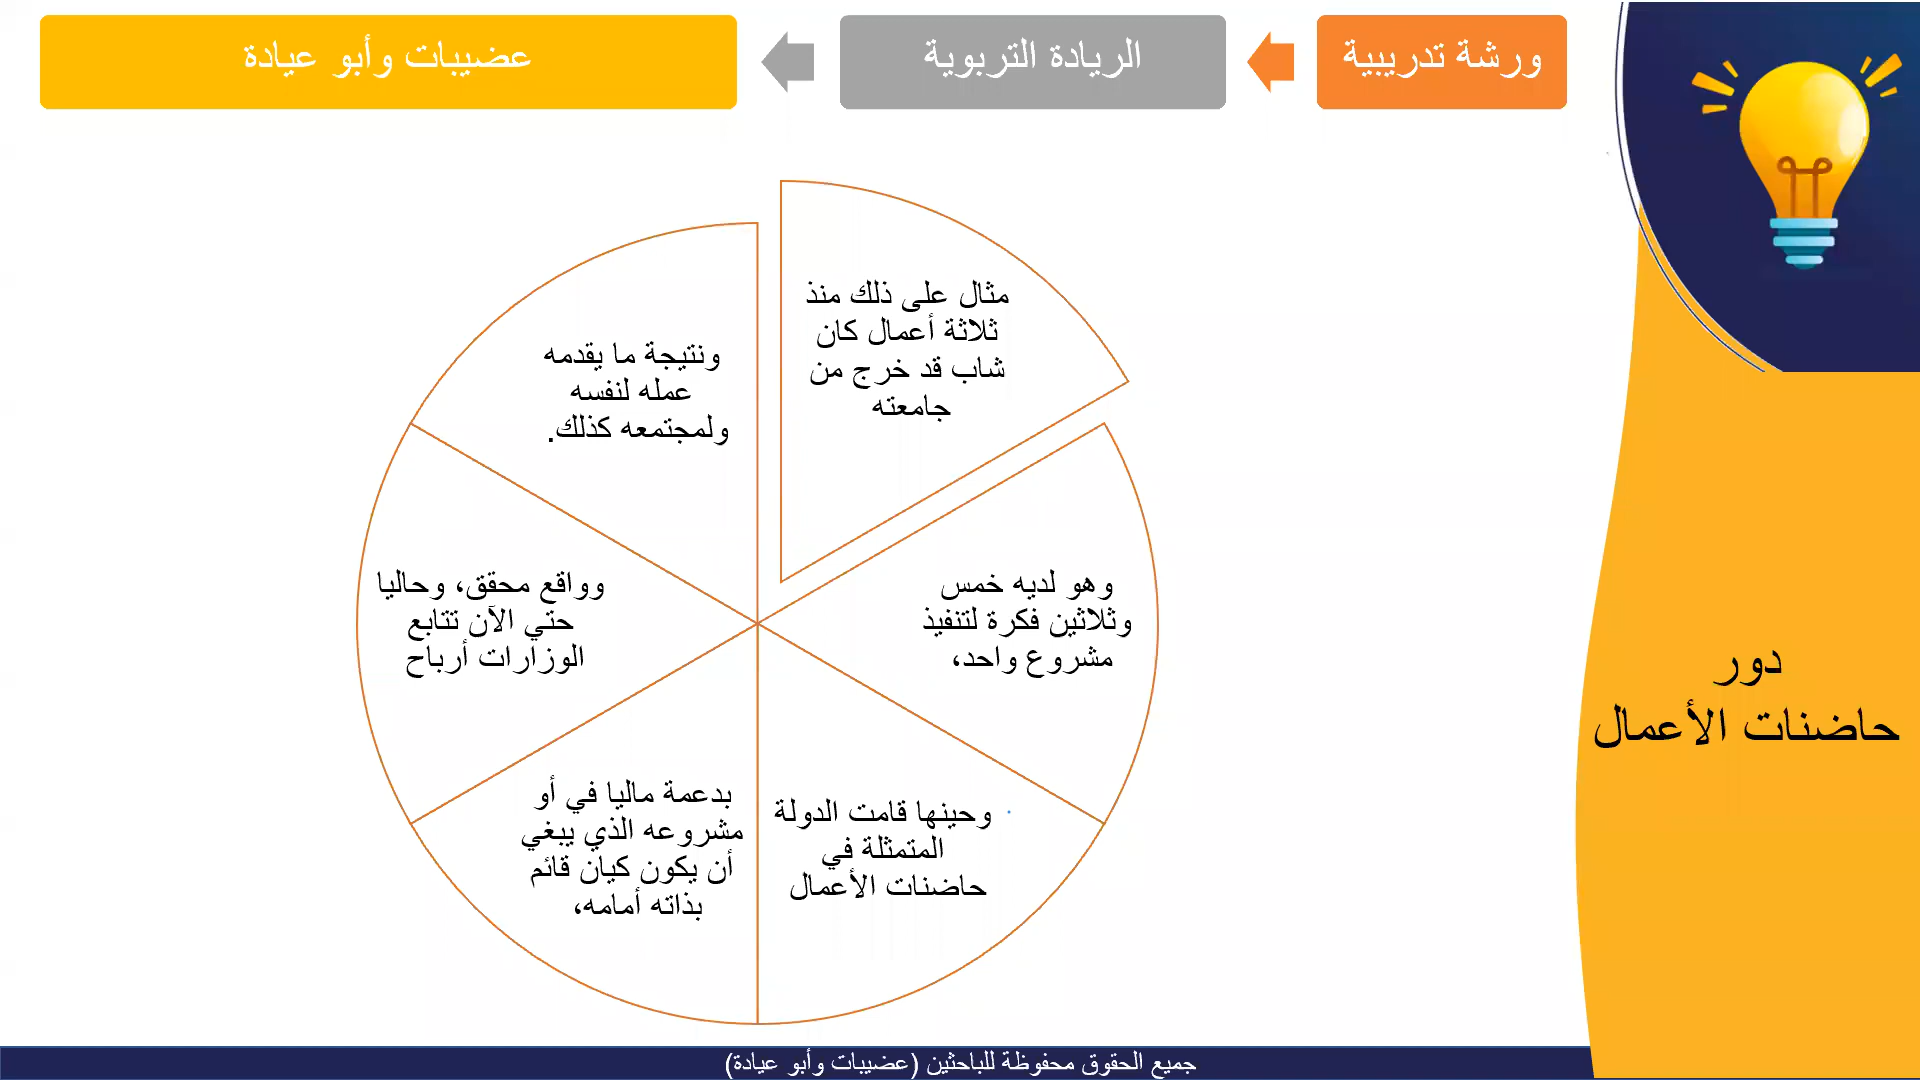 ورشة تدريبية
الريادة التربوية
عضيبات وأبو عيادة
دور
حاضنات الأعمال
مثال على ذلك منذ
ثلاثة أعمال كان
شاب قد خرج من
جامعته
وهو لديه خمس
وثلاثين فكرة لتنفيذ
مشروع واحد،
وحينها قامت الدولة
المتمثلة في
حاضنات الأعمال
بدعمة ماليا في أو
مشروعه الذي يبغي
أن يكون كيان قائم
بذاته أمامه،
وواقع محقق، وحاليا
حتي الآن تتابع
الوزارات أرباح
ونتيجة ما يقدمه
عمله لنفسه
ولمجتمعه كذلك.
جميع الحقوق محفوظة للباحثين (عضيبات وأبو عيادة)